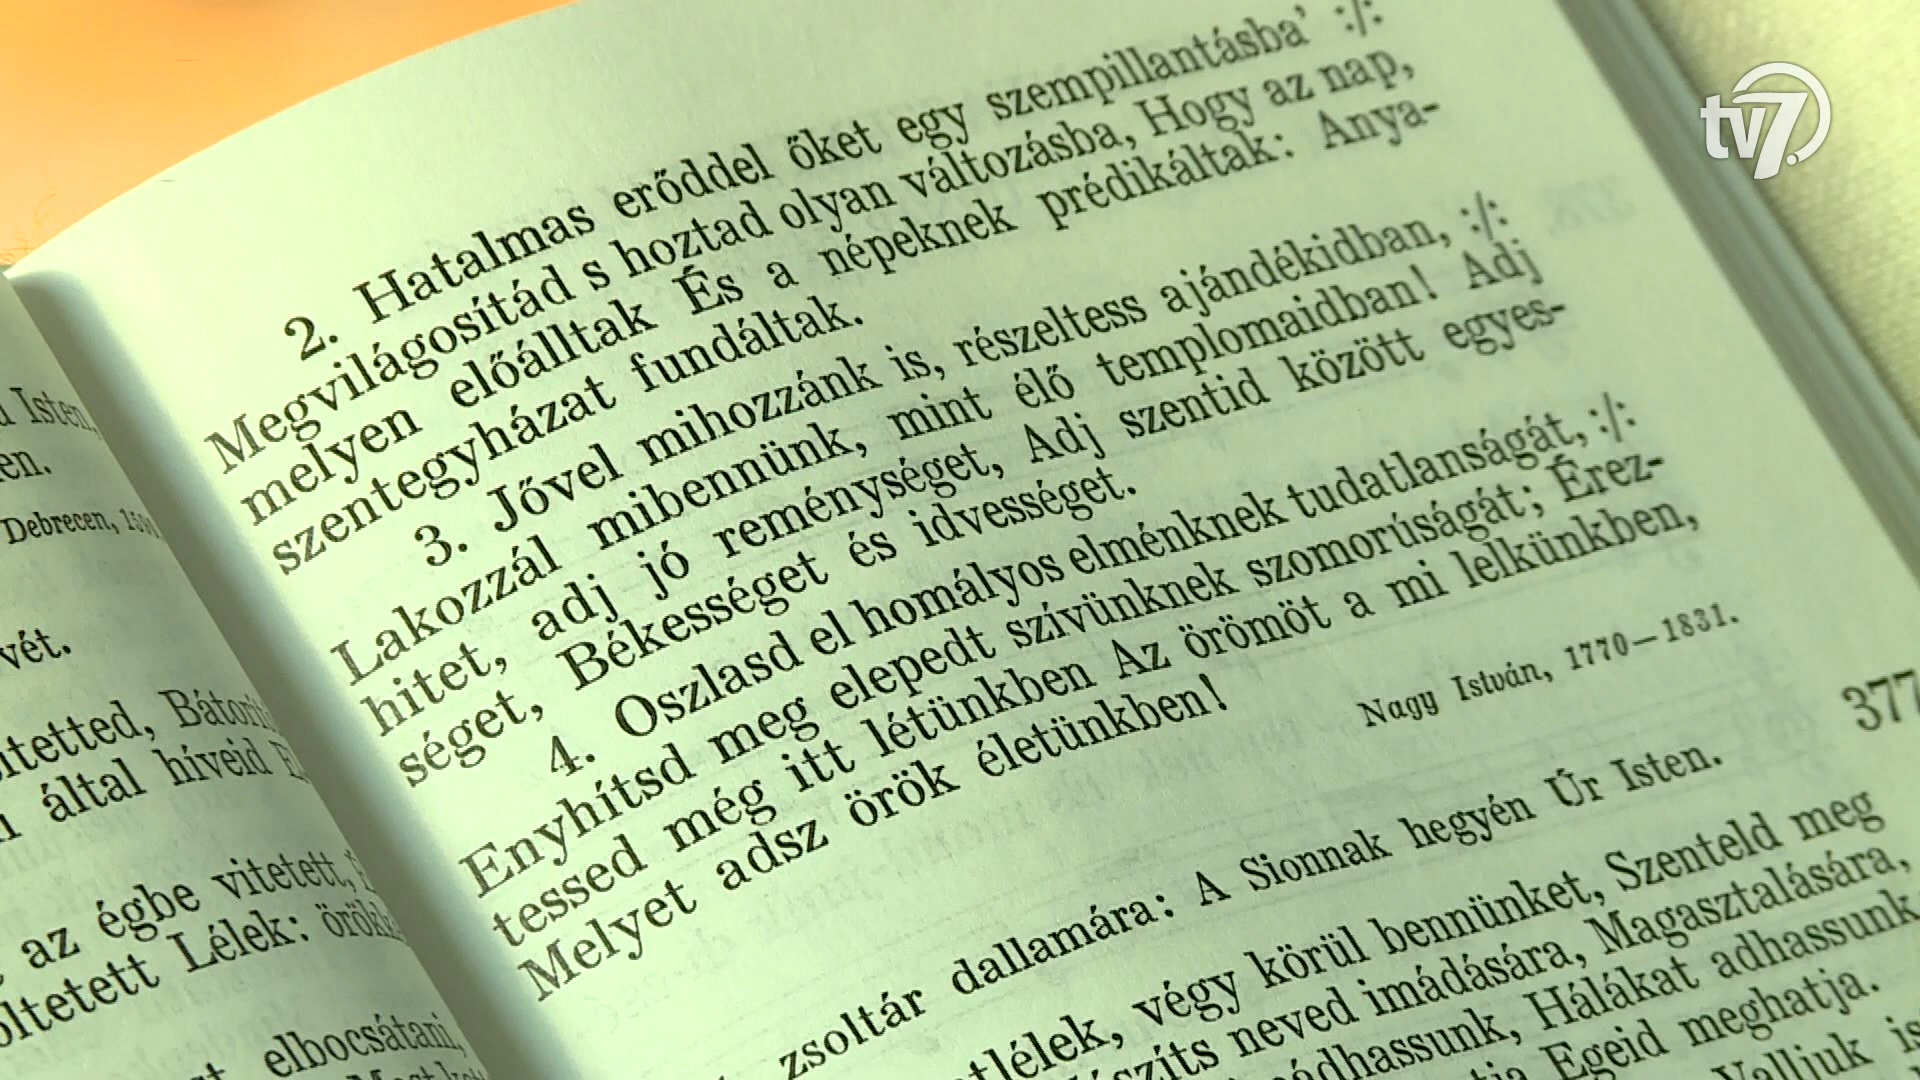 tv7.
Isten,
en.
Debrecen,
vét.
Bátorít
által híveid
az égbe vitetett,
Lélek:
elbocsátani,
2. Hatalmas erőddel őket egy szempillantásba' :/:
Megvilágosítád s hoztad olyan változásba, Hogy az nap,
melyen előálltak És a népeknek prédikáltak: Anya-
szentegyházat fundáltak.
3. Jővel mihozzánk is, részeltess ajándékidban, :/:
Lakozzál mibennünk, mint élő templomaidban! Adj
hitet, adj jó reménységet, Adj szentid között egyes-
séget, Békességet és idvességet.
4. Oszlasd el homályos elménknek tudatlanságát, :/:
Enyhítsd meg elepedt szívünknek szomorúságát; Érez-
tessed még itt létünkben Az örömöt a mi lelkünkben,
Melyet adsz örök életünkben!
Nagy István, 1770—1831.
377
zsoltár dallamára: A Sionnak hegyén Úr Isten.
végy körül bennünket, Szenteld meg
neved imádására, Magasztalására,
Hálákat adhassunk
Egeid meghatja.
Valljuk